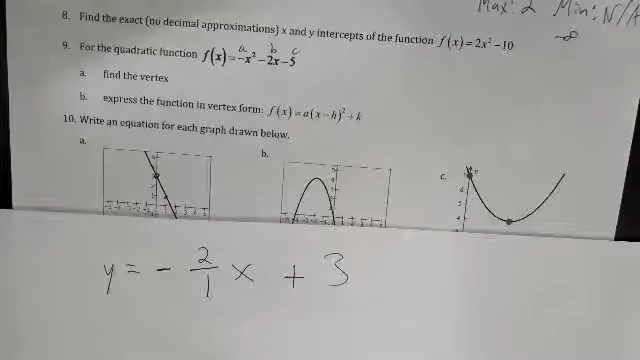 Max: 2 Min: N/A
-∞
8. Find the exact (no decimal approximations) x and y intercepts of the function f(x) = 2x² - 10
a b c
9. For the quadratic function f(x) = -x² - 2x - 5
a. find the vertex
b. express the function in vertex form: f(x) = a(x - h)² + k
10. Write an equation for each graph drawn below.
a. b. c.
y = - 2/1 x + 3